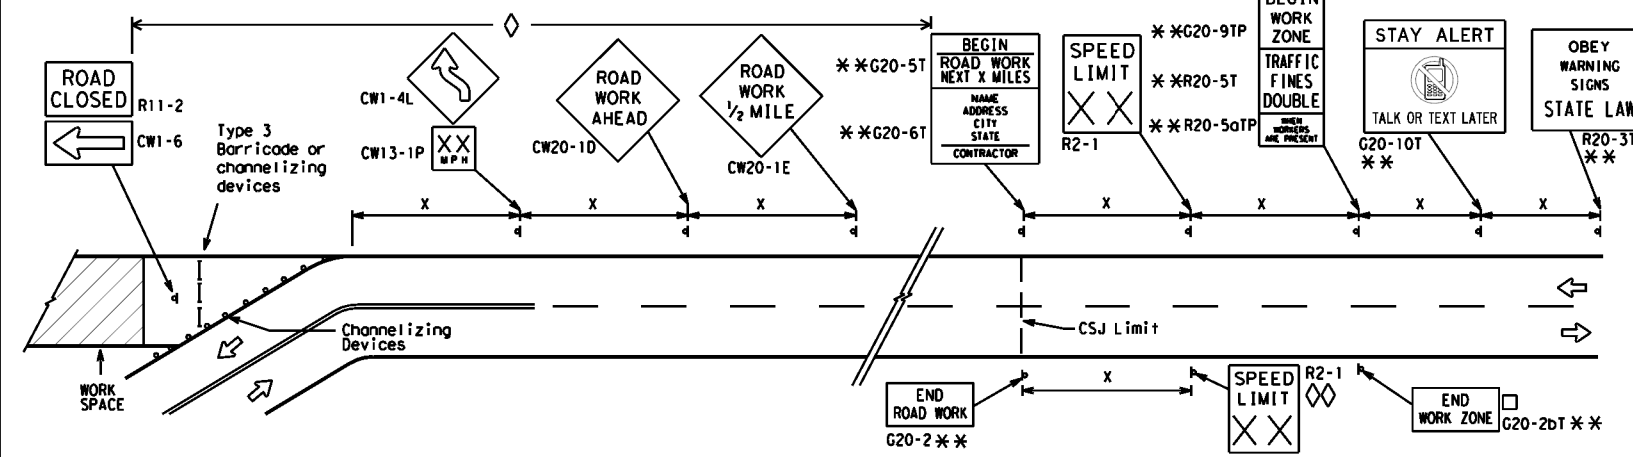 ROAD
CLOSED
R11-2
CW1-6
Type 3
Barricade or
channelizing
devices
CW1-4L
XX
MPH
CW13-1P
ROAD
WORK
AHEAD
CW20-1D
ROAD
WORK
1/2 MILE
CW20-1E
**G20-5T
**G20-6T
BEGIN
ROAD WORK
NEXT X MILES
NAME
ADDRESS
CITY
STATE
CONTRACTOR
SPEED
LIMIT
XX
R2-1
**G20-9TP
**R20-5T
**R20-5aTP
BEGIN
WORK
ZONE
TRAFFIC
FINES
DOUBLE
WHEN
WORKERS
ARE PRESENT
STAY ALERT
TALK OR TEXT LATER
G20-10T
**
OBEY
WARNING
SIGNS
STATE LAW
R20-3T
**
X
X
X
X
X
X
X
WORK
SPACE
Channelizing
Devices
CSJ Limit
END
ROAD WORK
G20-2**
X
SPEED
LIMIT
XX
R2-1
END
WORK ZONE
G20-2bT**